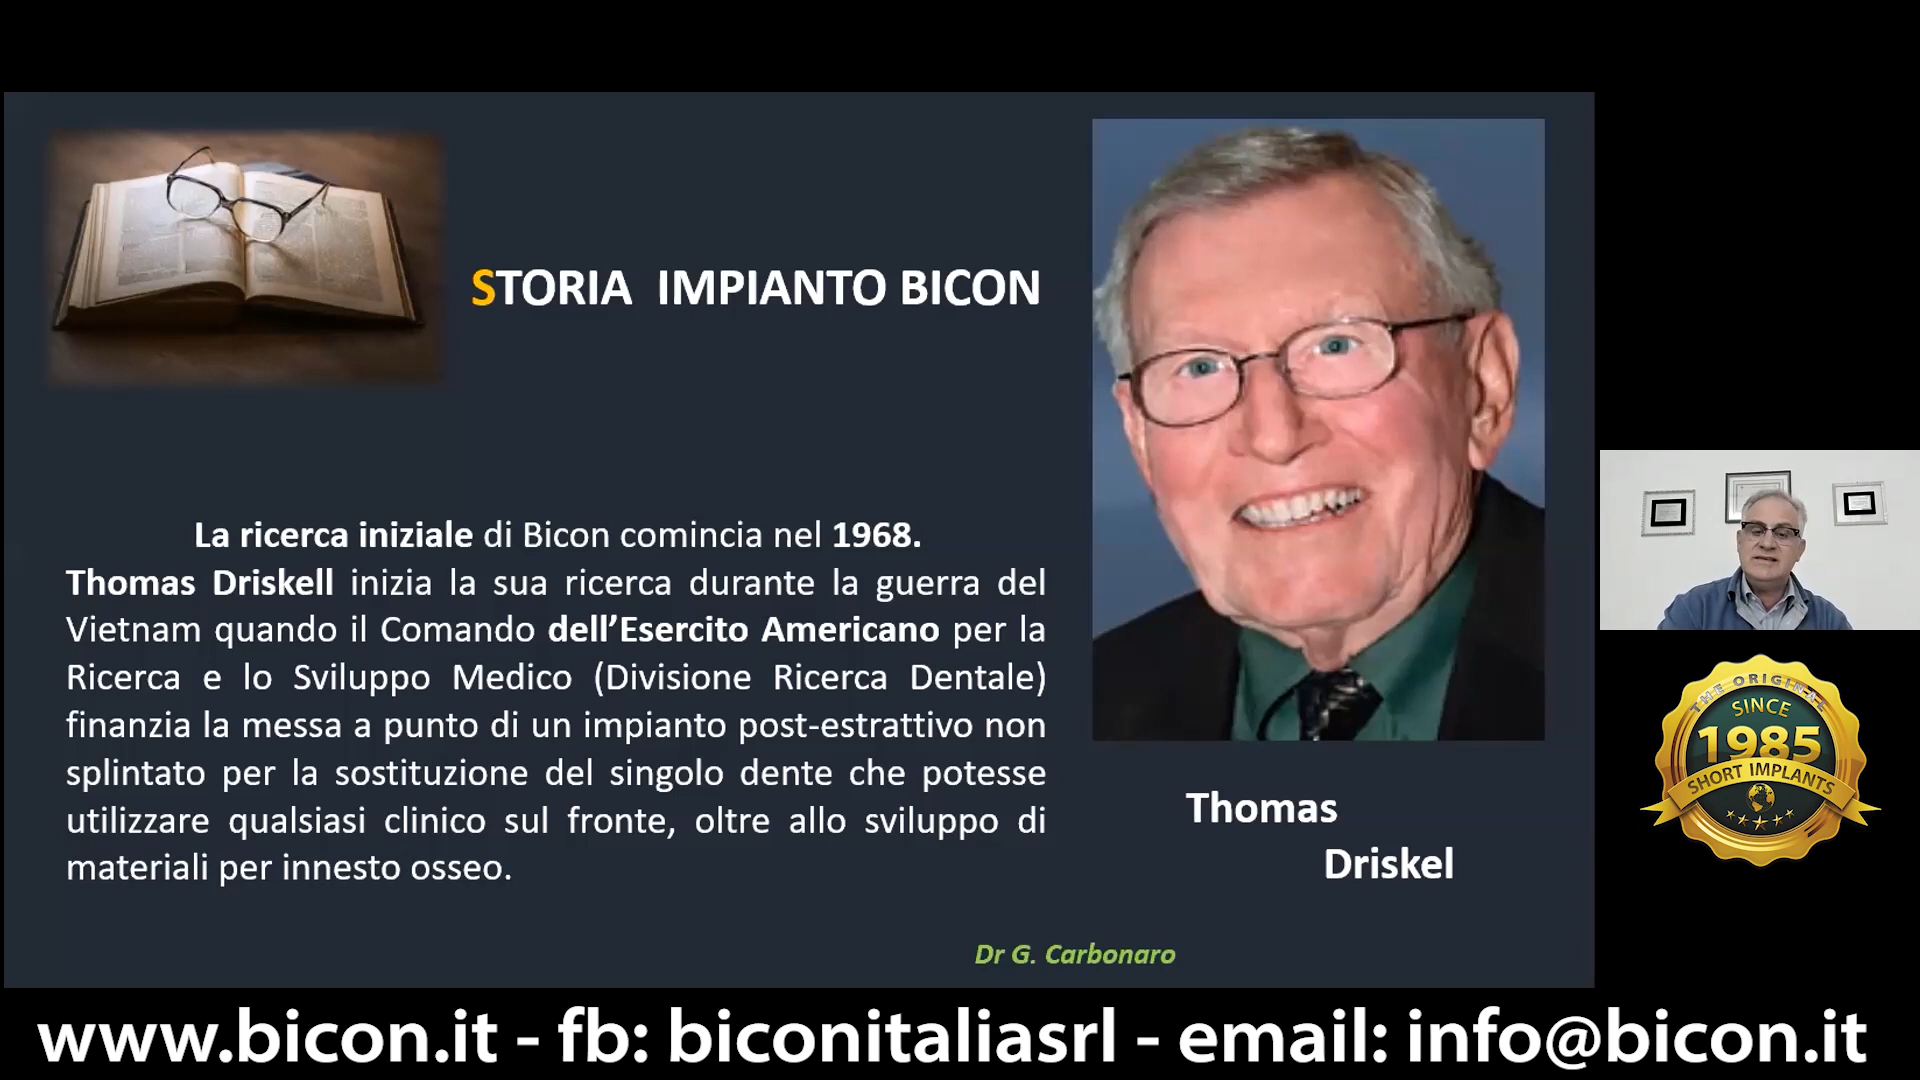 STORIA IMPIANTO BICON
La ricerca iniziale di Bicon comincia nel 1968.
Thomas Driskell inizia la sua ricerca durante la guerra del
Vietnam quando il Comando dell’Esercito Americano per la
Ricerca e lo Sviluppo Medico (Divisione Ricerca Dentale)
finanzia la messa a punto di un impianto post-estrattivo non
splintato per la sostituzione del singolo dente che potesse
utilizzare qualsiasi clinico sul fronte, oltre allo sviluppo di
materiali per innesto osseo.
Thomas
Driskel
Dr G. Carbonaro
THE ORIGINAL
SINCE
1985
SHORT IMPLANTS
www.bicon.it - fb: biconitaliasrl - email: info@bicon.it